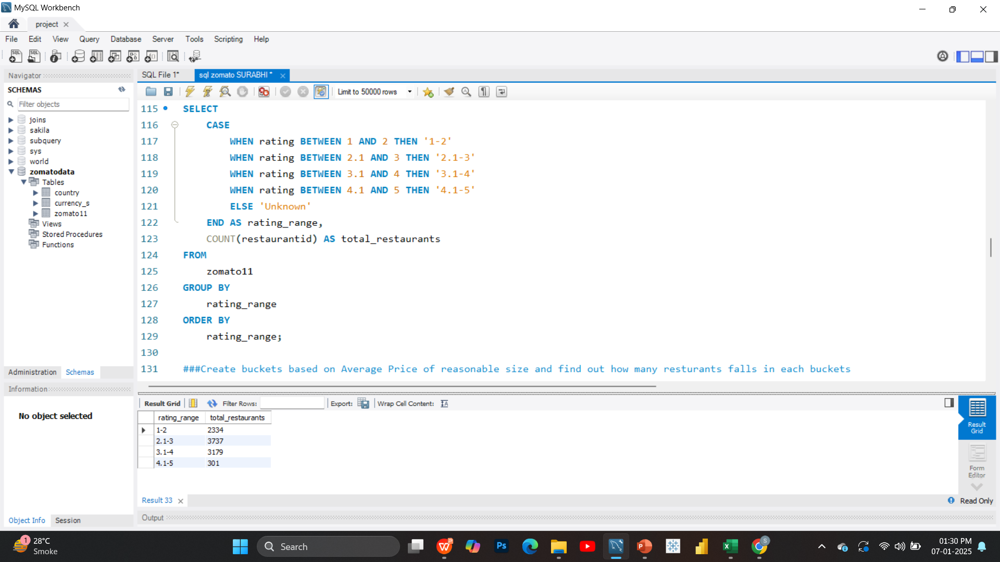 MySQL Workbench
project
File Edit View Query Database Server Tools Scripting Help
Navigator
SCHEMAS
Filter objects
joins
sakila
subquery
sys
world
zomatodata
Tables
country
currency_s
zomato11
Views
Stored Procedures
Functions
Administration Schemas
Information
No object selected
Object Info Session
SQL File 1* sql zomato SURABHI *
Limit to 50000 rows
115 SELECT
116 CASE
117 WHEN rating BETWEEN 1 AND 2 THEN '1-2'
118 WHEN rating BETWEEN 2.1 AND 3 THEN '2.1-3'
119 WHEN rating BETWEEN 3.1 AND 4 THEN '3.1-4'
120 WHEN rating BETWEEN 4.1 AND 5 THEN '4.1-5'
121 ELSE 'Unknown'
122 END AS rating_range,
123 COUNT(restaurantid) AS total_restaurants
124 FROM
125 zomato11
126 GROUP BY
127 rating_range
128 ORDER BY
129 rating_range;
130
131 ###Create buckets based on Average Price of reasonable size and find out how many resturants falls in each buckets
Result Grid Filter Rows: Export: Wrap Cell Content:
rating_range total_restaurants
1-2 2334
2.1-3 3737
3.1-4 3179
4.1-5 301
Result Grid
Form Editor
Result 33
Read Only
Output
1
28°C
Smoke
Search
Ps
01:30 PM
07-01-2025